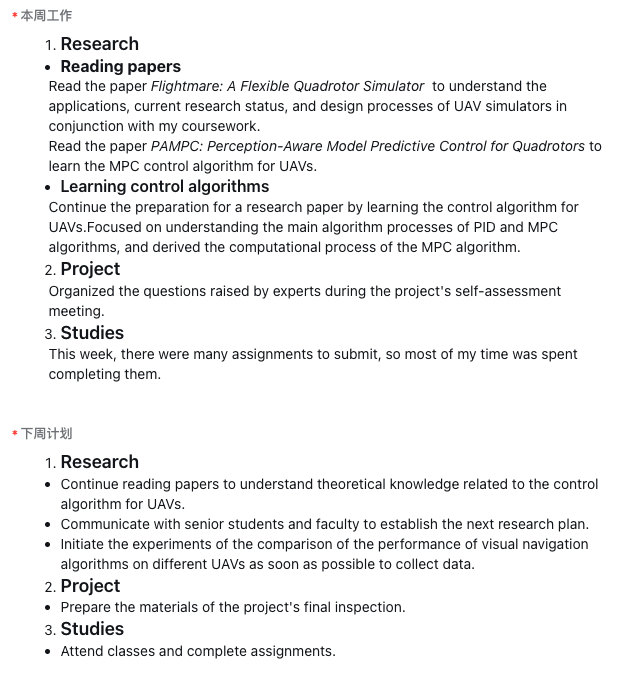 * 本周工作
1. Research
• Reading papers
Read the paper Flightmare: A Flexible Quadrotor Simulator to understand the
applications, current research status, and design processes of UAV simulators in
conjunction with my coursework.
Read the paper PAMPC: Perception-Aware Model Predictive Control for Quadrotors to
learn the MPC control algorithm for UAVs.
• Learning control algorithms
Continue the preparation for a research paper by learning the control algorithm for
UAVs.Focused on understanding the main algorithm processes of PID and MPC
algorithms, and derived the computational process of the MPC algorithm.
2. Project
Organized the questions raised by experts during the project's self-assessment
meeting.
3. Studies
This week, there were many assignments to submit, so most of my time was spent
completing them.
* 下周计划
1. Research
• Continue reading papers to understand theoretical knowledge related to the control
algorithm for UAVs.
• Communicate with senior students and faculty to establish the next research plan.
• Initiate the experiments of the comparison of the performance of visual navigation
algorithms on different UAVs as soon as possible to collect data.
2. Project
• Prepare the materials of the project's final inspection.
3. Studies
• Attend classes and complete assignments.